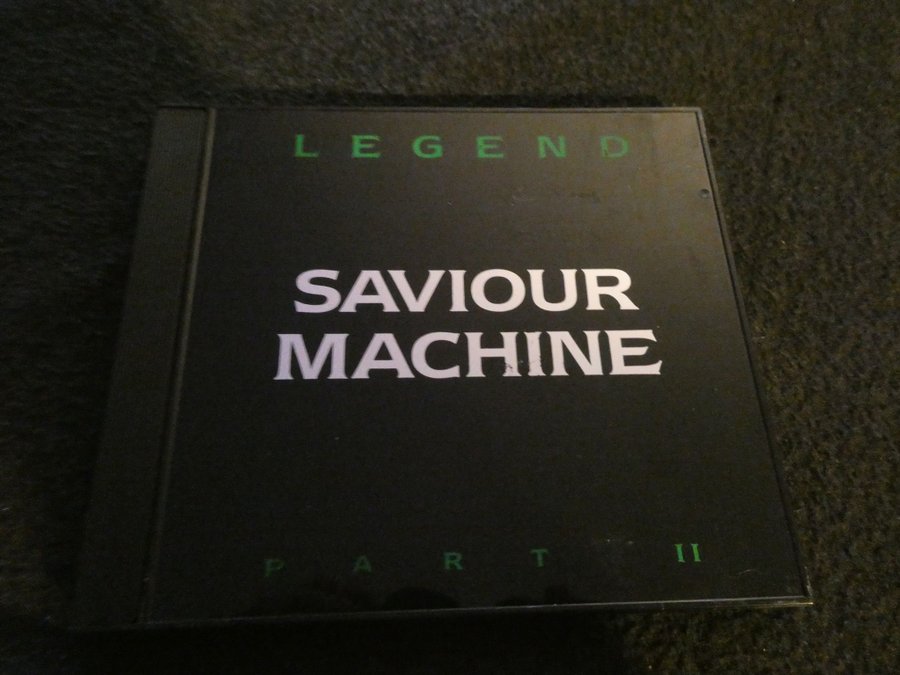 LEGEND
SAVIOUR
MACHINE
PART II